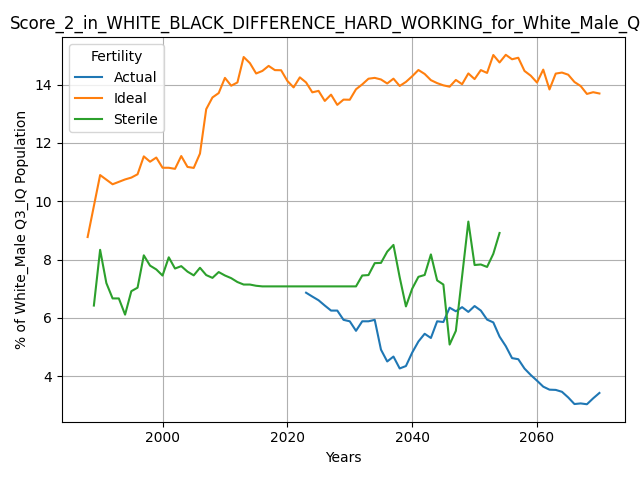 Score_2_in_WHITE_BLACK_DIFFERENCE_HARD_WORKING_for_White_Male_Q
% of White_Male Q3_IQ Population
Fertility
Actual
Ideal
Sterile
14
12
10
8
6
4
2000
2020
2040
2060
Years